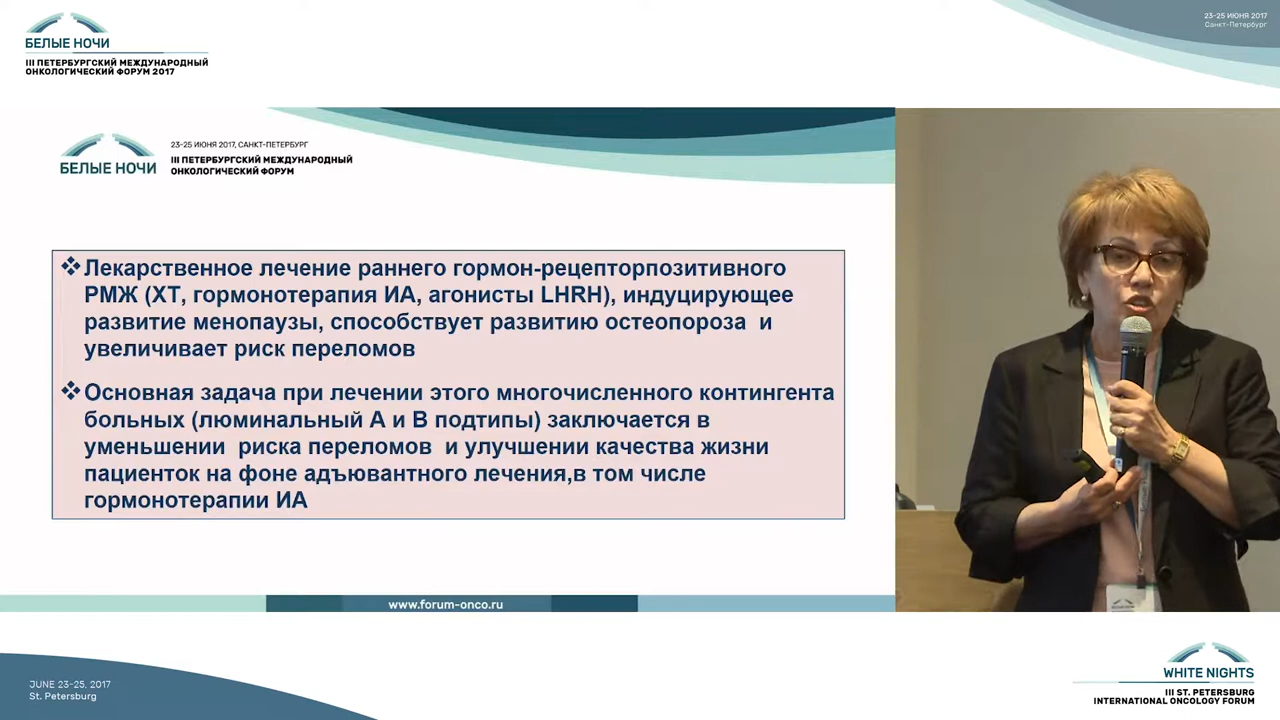 БЕЛЫЕ НОЧИ
III ПЕТЕРБУРГСКИЙ МЕЖДУНАРОДНЫЙ
ОНКОЛОГИЧЕСКИЙ ФОРУМ 2017
23-25 ИЮНЯ 2017
Санкт-Петербург
БЕЛЫЕ НОЧИ
23-25 ИЮНЯ 2017, САНКТ-ПЕТЕРБУРГ
III ПЕТЕРБУРГСКИЙ МЕЖДУНАРОДНЫЙ
ОНКОЛОГИЧЕСКИЙ ФОРУМ
❖Лекарственное лечение раннего гормон-рецепторпозитивного
РМЖ (ХТ, гормонотерапия ИА, агонисты LHRH), индуцирующее
развитие менопаузы, способствует развитию остеопороза и
увеличивает риск переломов
❖Основная задача при лечении этого многочисленного контингента
больных (люминальный А и В подтипы) заключается в
уменьшении риска переломов и улучшении качества жизни
пациенток на фоне адъювантного лечения,в том числе
гормонотерапии ИА
www.forum-onco.ru
JUNE 23-25, 2017
St. Petersburg
WHITE NIGHTS
III ST. PETERSBURG
INTERNATIONAL ONCOLOGY FORUM